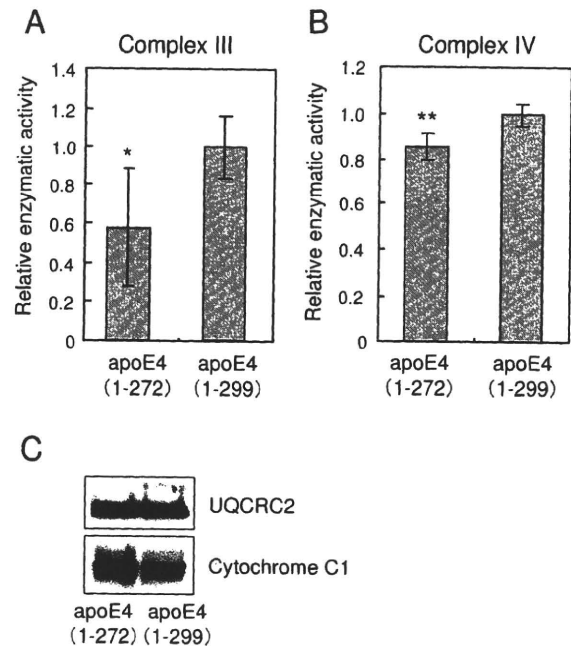 A
Complex III
Relative enzymatic activity
1.4
1.2
1.0
0.8
0.6
0.4
0.2
0
*
apoE4 apoE4
(1-272) (1-299)
B
Complex IV
Relative enzymatic activity
1.2
1.0
0.8
0.6
0.4
0.2
0
**
apoE4 apoE4
(1-272) (1-299)
C
UQCRC2
Cytochrome C1
apoE4 apoE4
(1-272) (1-299)